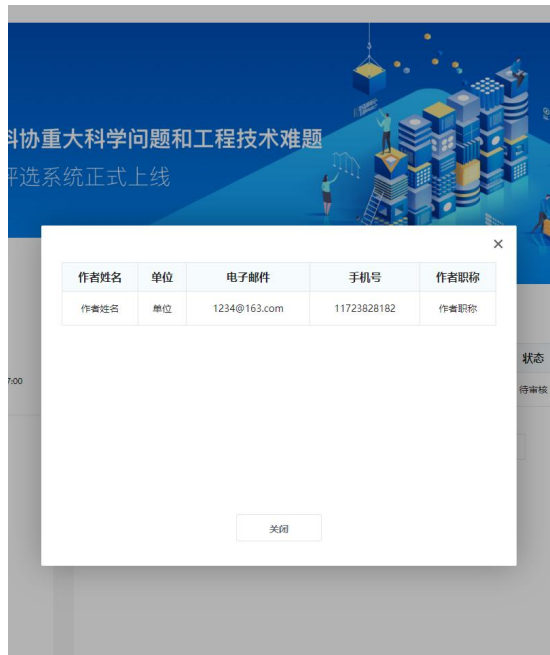 科协重大科学问题和工程技术难题
评选系统正式上线
作者姓名 单位 电子邮件 手机号 作者职称
作者姓名 单位 1234@163.com 11723828182 作者职称
状态
7:00
待审核
关闭